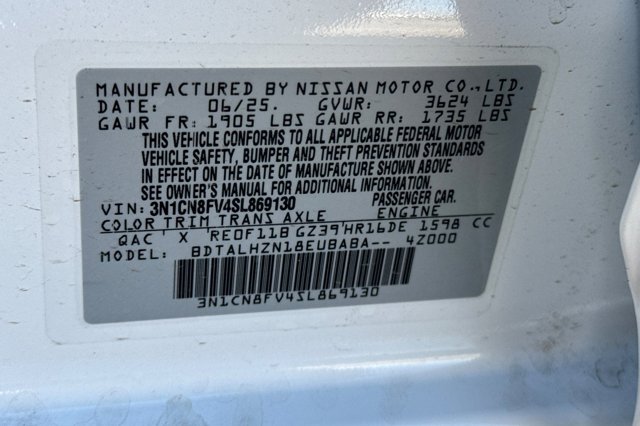 MANUFACTURED BY NISSAN MOTOR CO.,LTD.
DATE: 06/25. GVWR: 3624 LBS
GAWR FR: 1905 LBS GAWR RR: 1735 LBS
THIS VEHICLE CONFORMS TO ALL APPLICABLE FEDERAL MOTOR
VEHICLE SAFETY, BUMPER AND THEFT PREVENTION STANDARDS
IN EFFECT ON THE DATE OF MANUFACTURE SHOWN ABOVE.
SEE OWNER'S MANUAL FOR ADDITIONAL INFORMATION.
VIN: 3N1CN8FV4SL869130 PASSENGER CAR.
COLOR TRIM TRANS AXLE ENGINE
QAC X RE0F11B GZ39 HR16DE 1598 CC
BDTALHZN18EUBABA-- 4Z000
3N1CN8FV4SL869130